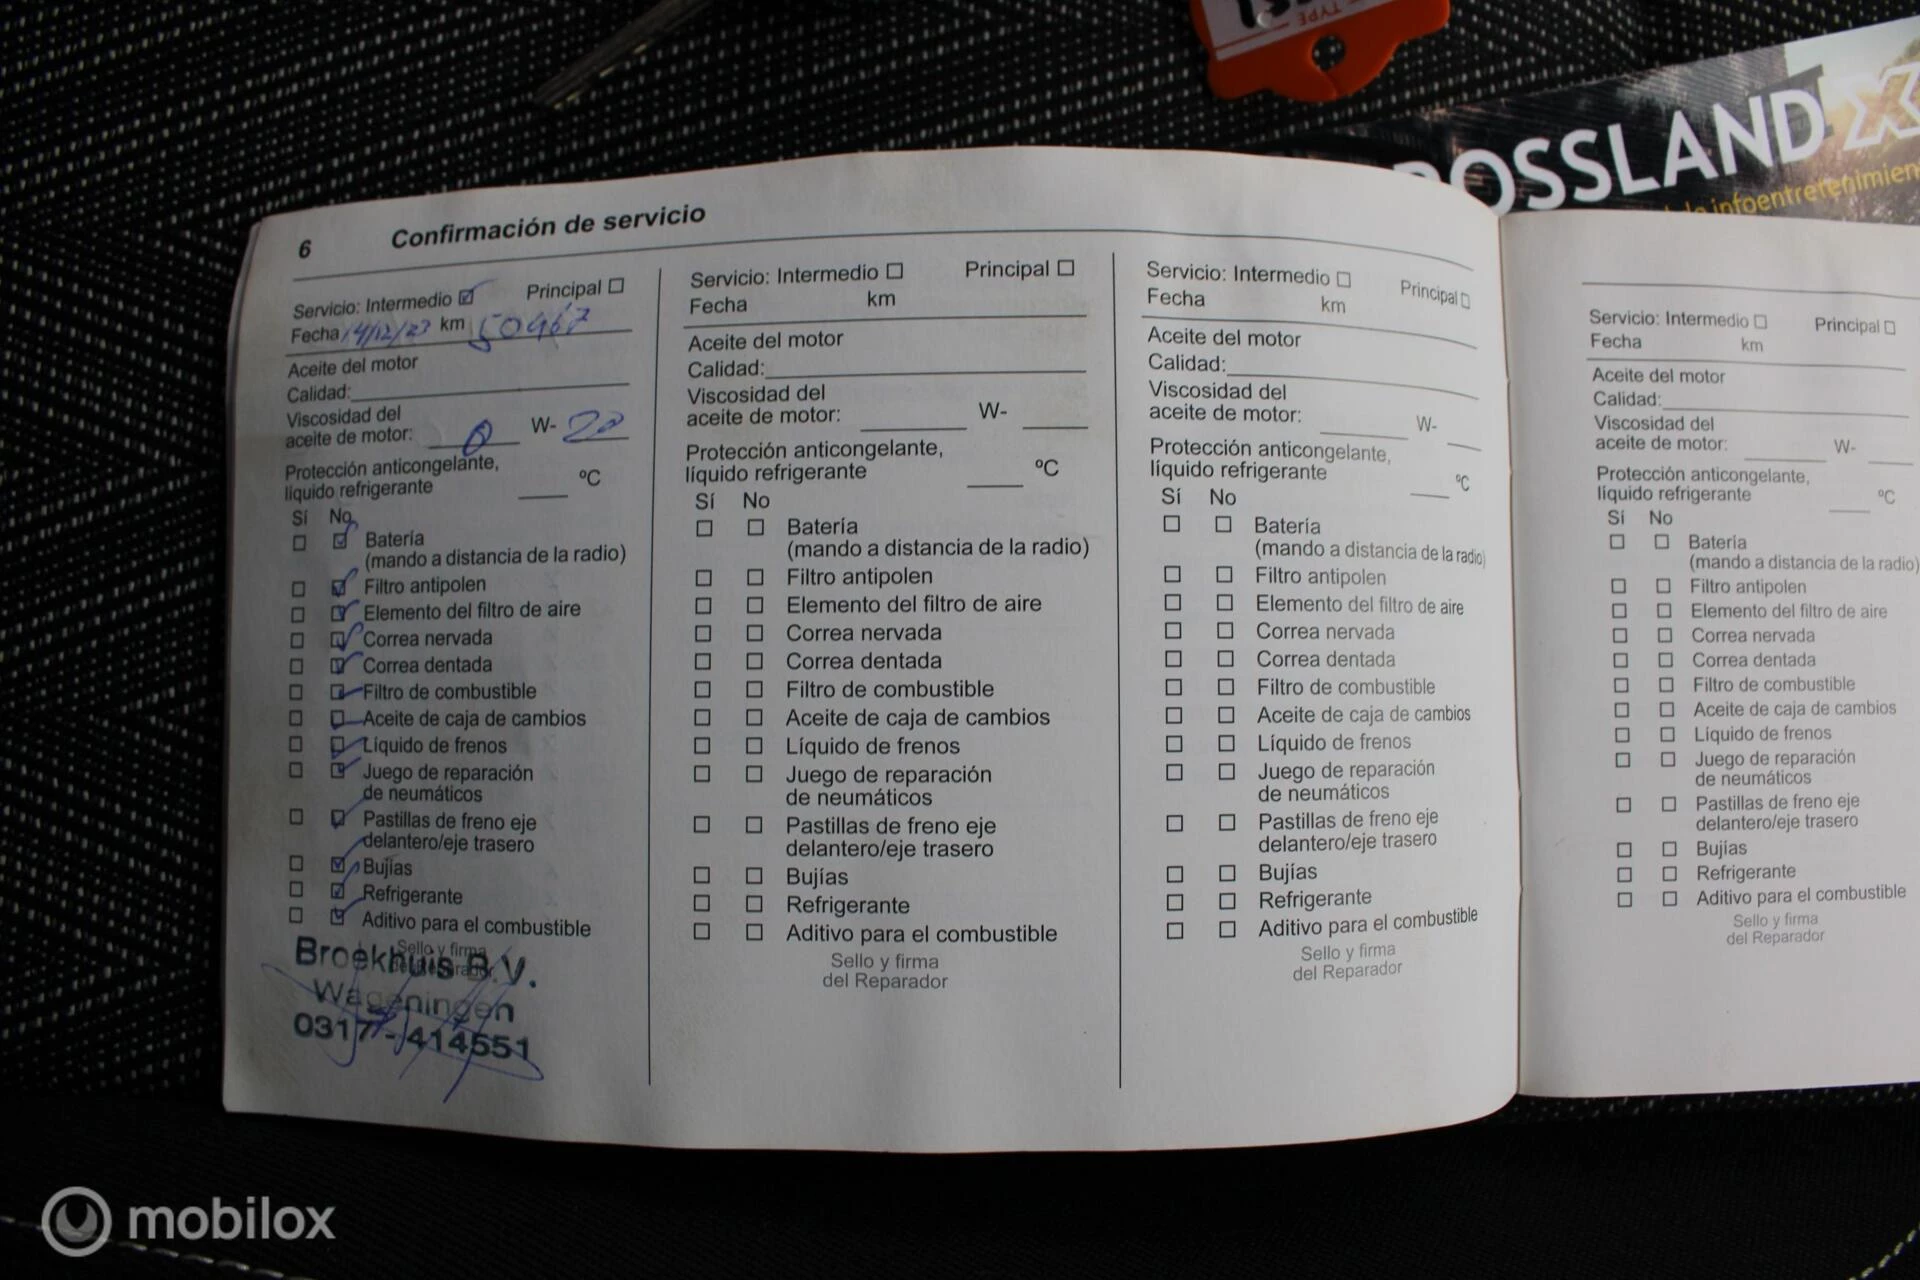 TYPE
ROSSLAND X
infoentretenimien
6 Confirmación de servicio
Servicio: Intermedio ☑ Principal ☐
Fecha 14/12/23 km 50467
Aceite del motor
Calidad:
Viscosidad del
aceite de motor: 0 W- 20
Protección anticongelante,
líquido refrigerante ºC
Sí No
Batería
(mando a distancia de la radio)
Filtro antipolen
Elemento del filtro de aire
Correa nervada
Correa dentada
Filtro de combustible
Aceite de caja de cambios
Líquido de frenos
Juego de reparación
de neumáticos
Pastillas de freno eje
delantero/eje trasero
Bujías
Refrigerante
Aditivo para el combustible
Sello y firma
del Reparador
Broekhuis B.V.
Wageningen
0317-414551
Servicio: Intermedio ☐ Principal ☐
Fecha km
Aceite del motor
Calidad:
Viscosidad del
aceite de motor: W-
Protección anticongelante,
líquido refrigerante ºC
Sí No
Batería
(mando a distancia de la radio)
Filtro antipolen
Elemento del filtro de aire
Correa nervada
Correa dentada
Filtro de combustible
Aceite de caja de cambios
Líquido de frenos
Juego de reparación
de neumáticos
Pastillas de freno eje
delantero/eje trasero
Bujías
Refrigerante
Aditivo para el combustible
Sello y firma
del Reparador
Servicio: Intermedio ☐ Principal ☐
Fecha km
Aceite del motor
Calidad:
Viscosidad del
aceite de motor: W-
Protección anticongelante,
líquido refrigerante ºC
Sí No
Batería
(mando a distancia de la radio)
Filtro antipolen
Elemento del filtro de aire
Correa nervada
Correa dentada
Filtro de combustible
Aceite de caja de cambios
Líquido de frenos
Juego de reparación
de neumáticos
Pastillas de freno eje
delantero/eje trasero
Bujías
Refrigerante
Aditivo para el combustible
Sello y firma
del Reparador
Servicio: Intermedio ☐ Principal ☐
Fecha km
Aceite del motor
Calidad:
Viscosidad del
aceite de motor: W-
Protección anticongelante,
líquido refrigerante ºC
Sí No
Batería
(mando a distancia de la radio)
Filtro antipolen
Elemento del filtro de aire
Correa nervada
Correa dentada
Filtro de combustible
Aceite de caja de cambios
Líquido de frenos
Juego de reparación
de neumáticos
Pastillas de freno eje
delantero/eje trasero
Bujías
Refrigerante
Aditivo para el combustible
Sello y firma
del Reparador
mobilox